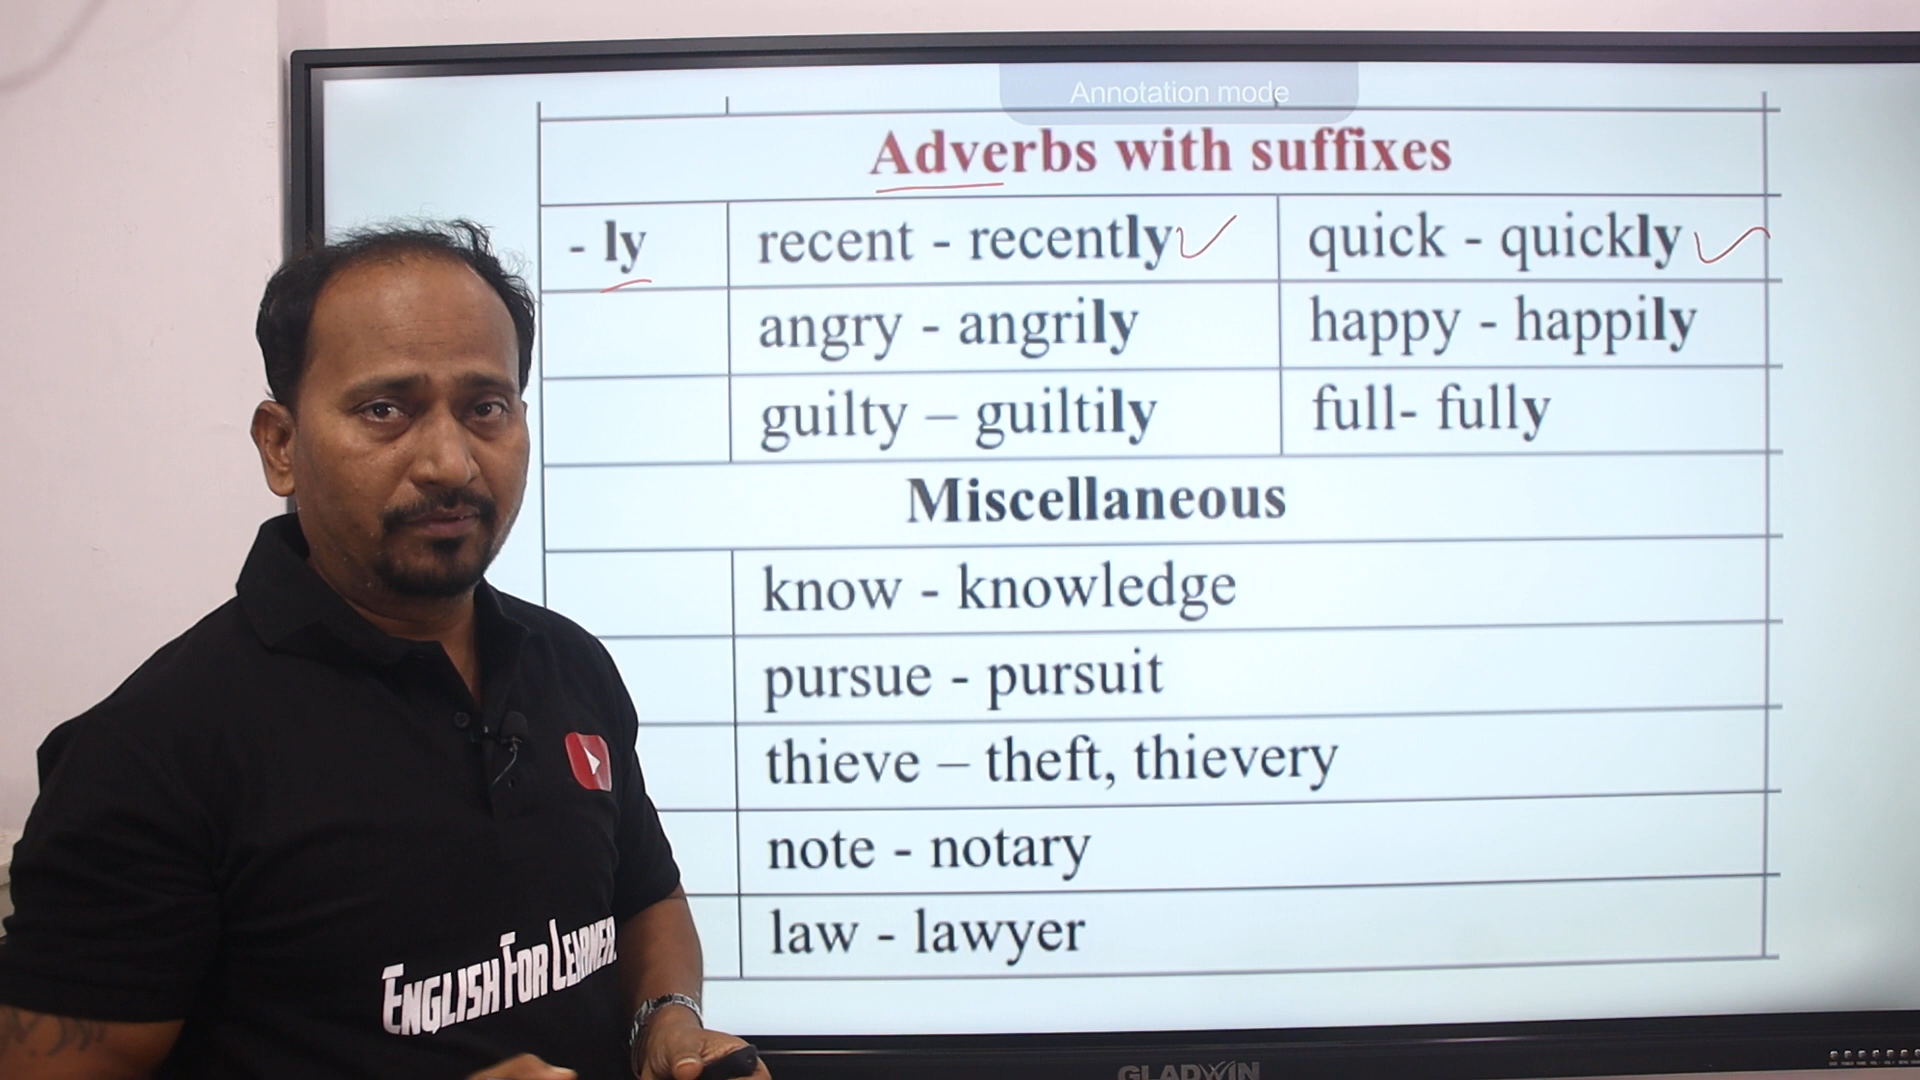 Annotation mode
Adverbs with suffixes
- ly recent - recently quick - quickly
angry - angrily happy - happily
guilty – guiltily full- fully
Miscellaneous
know - knowledge
pursue - pursuit
thieve – theft, thievery
note - notary
law - lawyer
ENGLISH FOR LEARNER
GLADWIN